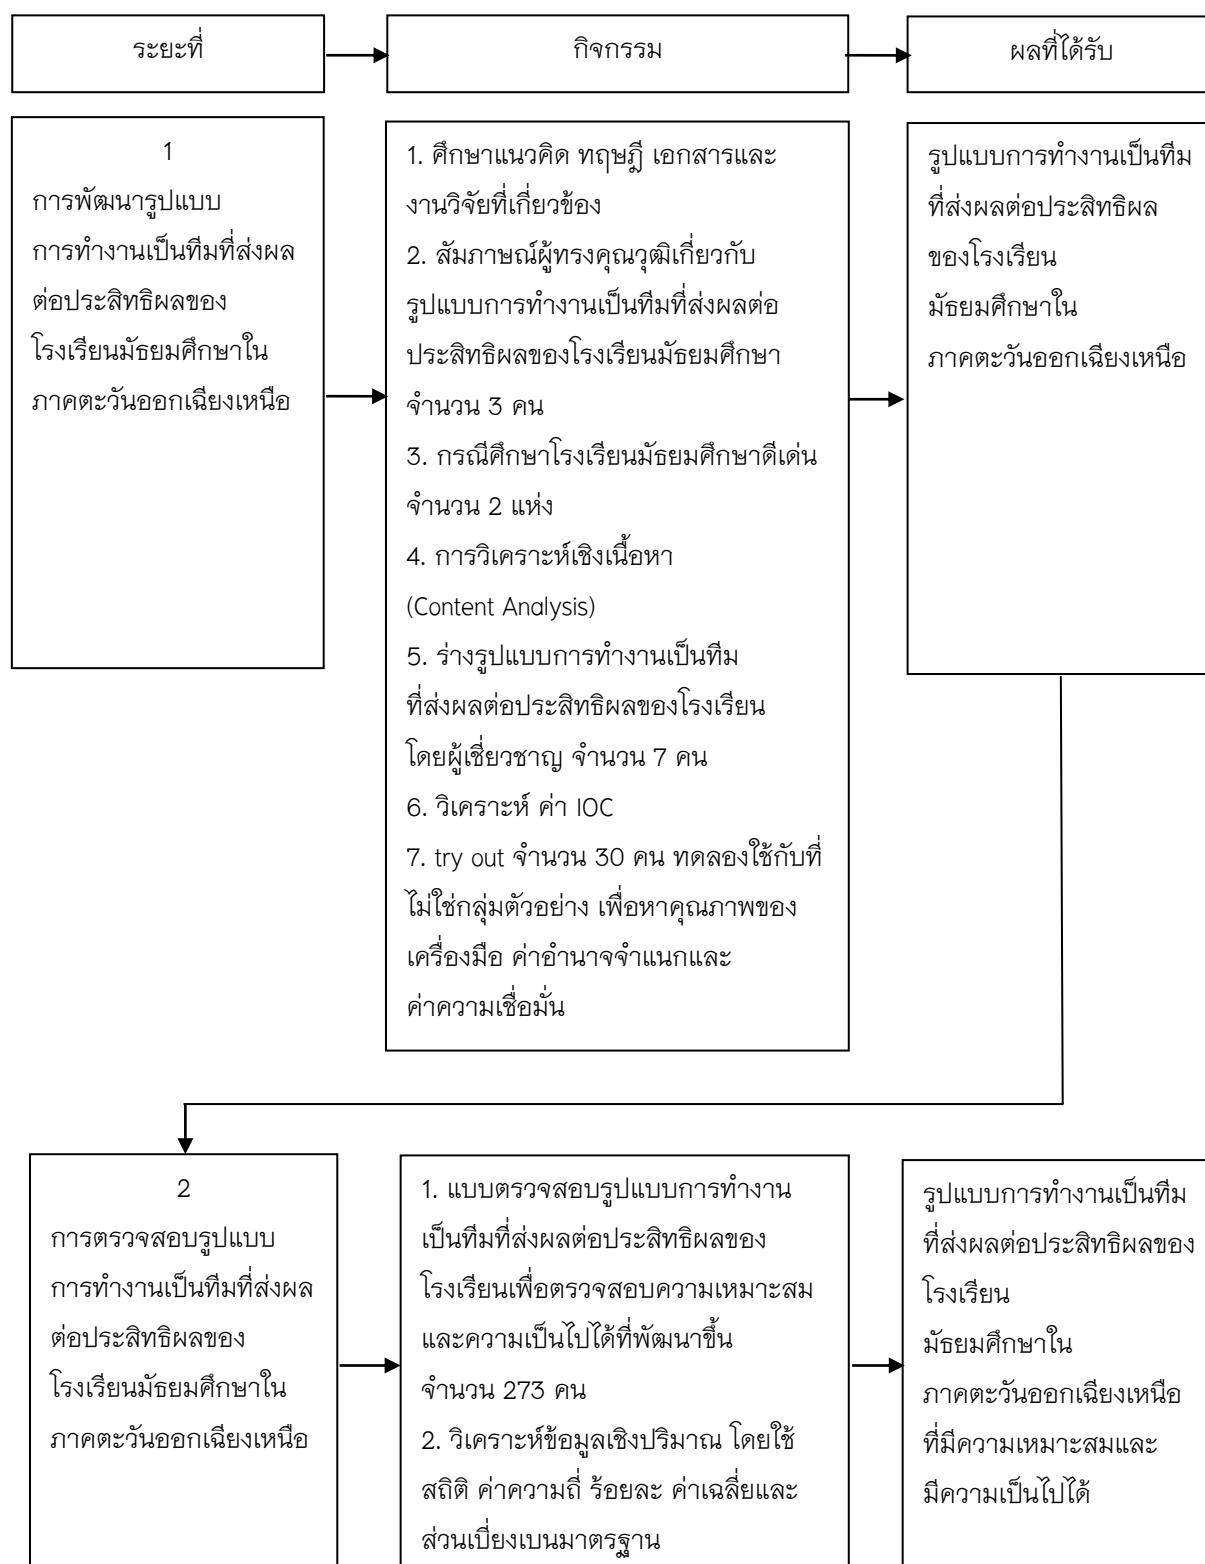 ระยะที่
กิจกรรม
ผลที่ได้รับ
1
การพัฒนารูปแบบ
การทำงานเป็นทีมที่ส่งผล
ต่อประสิทธิผลของ
โรงเรียนมัธยมศึกษาใน
ภาคตะวันออกเฉียงเหนือ
1. ศึกษาแนวคิด ทฤษฎี เอกสารและ
งานวิจัยที่เกี่ยวข้อง
2. สัมภาษณ์ผู้ทรงคุณวุฒิเกี่ยวกับ
รูปแบบการทำงานเป็นทีมที่ส่งผลต่อ
ประสิทธิผลของโรงเรียนมัธยมศึกษา
จำนวน 3 คน
3. กรณีศึกษาโรงเรียนมัธยมศึกษาดีเด่น
จำนวน 2 แห่ง
4. การวิเคราะห์เชิงเนื้อหา
(Content Analysis)
5. ร่างรูปแบบการทำงานเป็นทีม
ที่ส่งผลต่อประสิทธิผลของโรงเรียน
โดยผู้เชี่ยวชาญ จำนวน 7 คน
6. วิเคราะห์ ค่า IOC
7. try out จำนวน 30 คน ทดลองใช้กับที่
ไม่ใช่กลุ่มตัวอย่าง เพื่อหาคุณภาพของ
เครื่องมือ ค่าอำนาจจำแนกและ
ค่าความเชื่อมั่น
รูปแบบการทำงานเป็นทีม
ที่ส่งผลต่อประสิทธิผล
ของโรงเรียน
มัธยมศึกษาใน
ภาคตะวันออกเฉียงเหนือ
2
การตรวจสอบรูปแบบ
การทำงานเป็นทีมที่ส่งผล
ต่อประสิทธิผลของ
โรงเรียนมัธยมศึกษาใน
ภาคตะวันออกเฉียงเหนือ
1. แบบตรวจสอบรูปแบบการทำงาน
เป็นทีมที่ส่งผลต่อประสิทธิผลของ
โรงเรียนเพื่อตรวจสอบความเหมาะสม
และความเป็นไปได้ที่พัฒนาขึ้น
จำนวน 273 คน
2. วิเคราะห์ข้อมูลเชิงปริมาณ โดยใช้
สถิติ ค่าความถี่ ร้อยละ ค่าเฉลี่ยและ
ส่วนเบี่ยงเบนมาตรฐาน
รูปแบบการทำงานเป็นทีม
ที่ส่งผลต่อประสิทธิผลของ
โรงเรียน
มัธยมศึกษาใน
ภาคตะวันออกเฉียงเหนือ
ที่มีความเหมาะสมและ
มีความเป็นไปได้